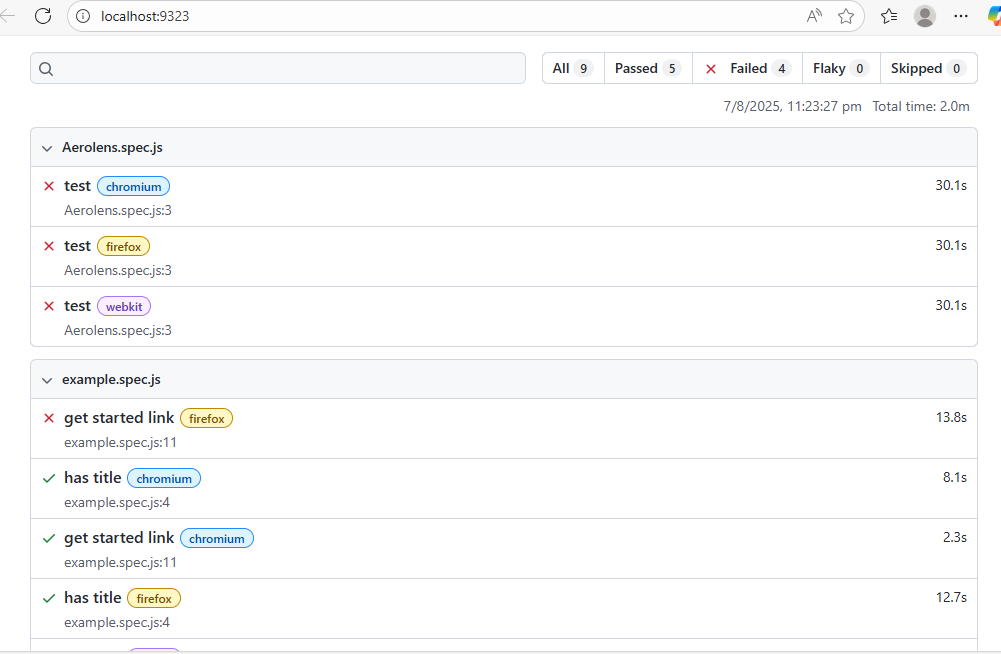 localhost:9323
All 9 Passed 5 Failed 4 Flaky 0 Skipped 0
7/8/2025, 11:23:27 pm Total time: 2.0m
Aerolens.spec.js
test chromium 30.1s
Aerolens.spec.js:3
test firefox 30.1s
Aerolens.spec.js:3
test webkit 30.1s
Aerolens.spec.js:3
example.spec.js
get started link firefox 13.8s
example.spec.js:11
has title chromium 8.1s
example.spec.js:4
get started link chromium 2.3s
example.spec.js:11
has title firefox 12.7s
example.spec.js:4